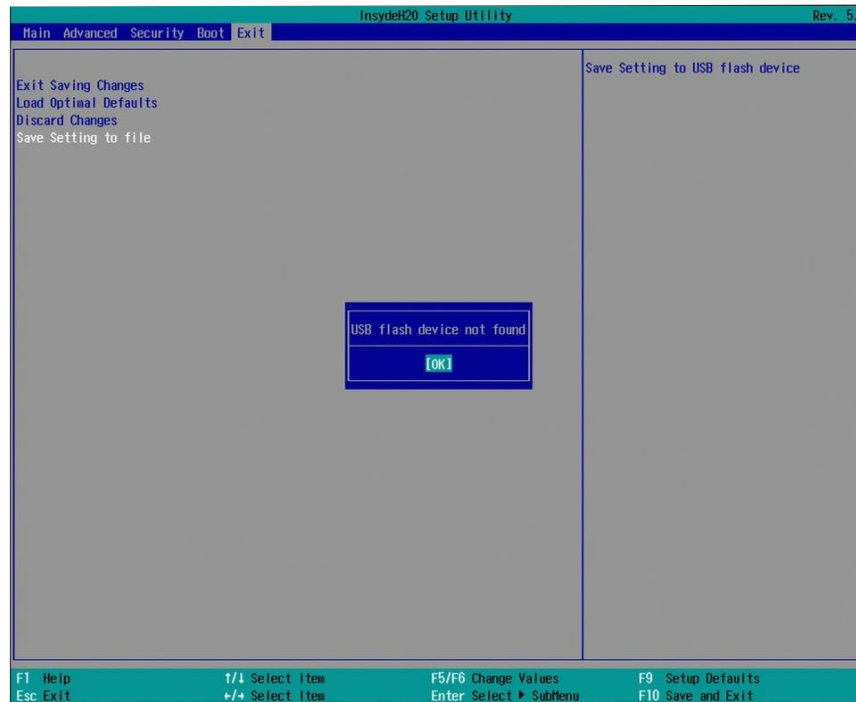 InsydeH20 Setup Utility Rev. 5.
Main Advanced Security Boot Exit
Save Setting to USB flash device
Exit Saving Changes
Load Optimal Defaults
Discard Changes
Save Setting to file
USB flash device not found
[OK]
F1 Help ↑/↓ Select Item F5/F6 Change Values F9 Setup Defaults
Esc Exit ←/→ Select Item Enter Select ▶ SubMenu F10 Save and Exit